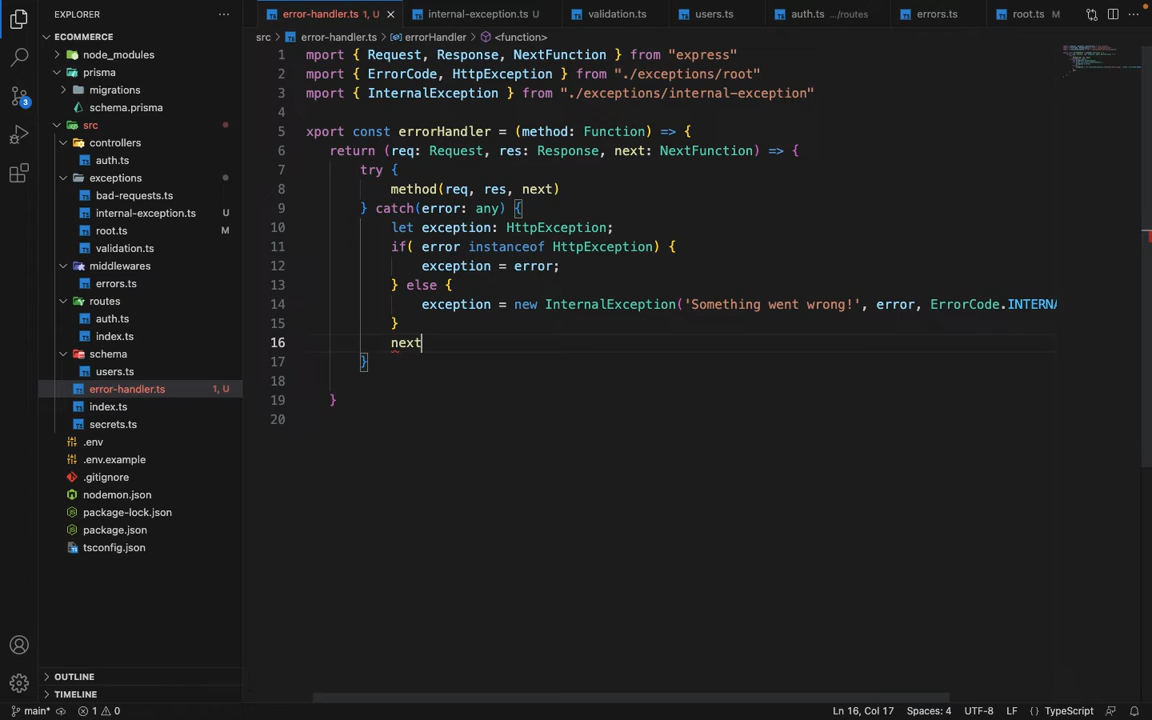 EXPLORER
ECOMMERCE
node_modules
prisma
migrations
schema.prisma
src
controllers
auth.ts
exceptions
bad-requests.ts
internal-exception.ts U
root.ts M
validation.ts
middlewares
errors.ts
routes
auth.ts
index.ts
schema
users.ts
error-handler.ts 1, U
index.ts
secrets.ts
.env
.env.example
.gitignore
nodemon.json
package-lock.json
package.json
tsconfig.json
OUTLINE
TIMELINE
3
error-handler.ts 1, U
internal-exception.ts U
validation.ts
users.ts
auth.ts .../routes
errors.ts
root.ts M
src > error-handler.ts > errorHandler > <function>
1 mport { Request, Response, NextFunction } from "express"
2 mport { ErrorCode, HttpException } from "./exceptions/root"
3 mport { InternalException } from "./exceptions/internal-exception"
4
5 xport const errorHandler = (method: Function) => {
6 return (req: Request, res: Response, next: NextFunction) => {
7 try {
8 method(req, res, next)
9 } catch(error: any) {
10 let exception: HttpException;
11 if( error instanceof HttpException) {
12 exception = error;
13 } else {
14 exception = new InternalException('Something went wrong!', error, ErrorCode.INTERNA
15 }
16 next
17 }
18
19 }
20
main* 1 0 Ln 16, Col 17 Spaces: 4 UTF-8 LF {} TypeScript